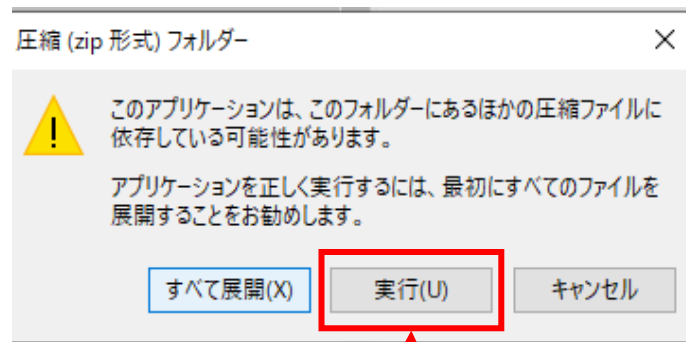 圧縮 (zip 形式) フォルダー
このアプリケーションは、このフォルダーにあるほかの圧縮ファイルに
依存している可能性があります。
アプリケーションを正しく実行するには、最初にすべてのファイルを
展開することをお勧めします。
すべて展開(X) 実行(U) キャンセル